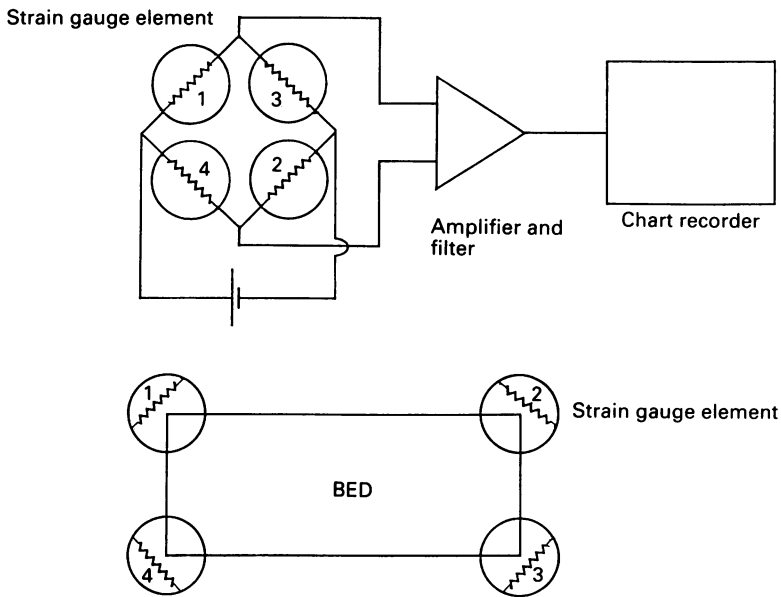 Strain gauge element
1
3
4
2
Amplifier and
filter
Chart recorder
1
2
Strain gauge element
BED
4
3